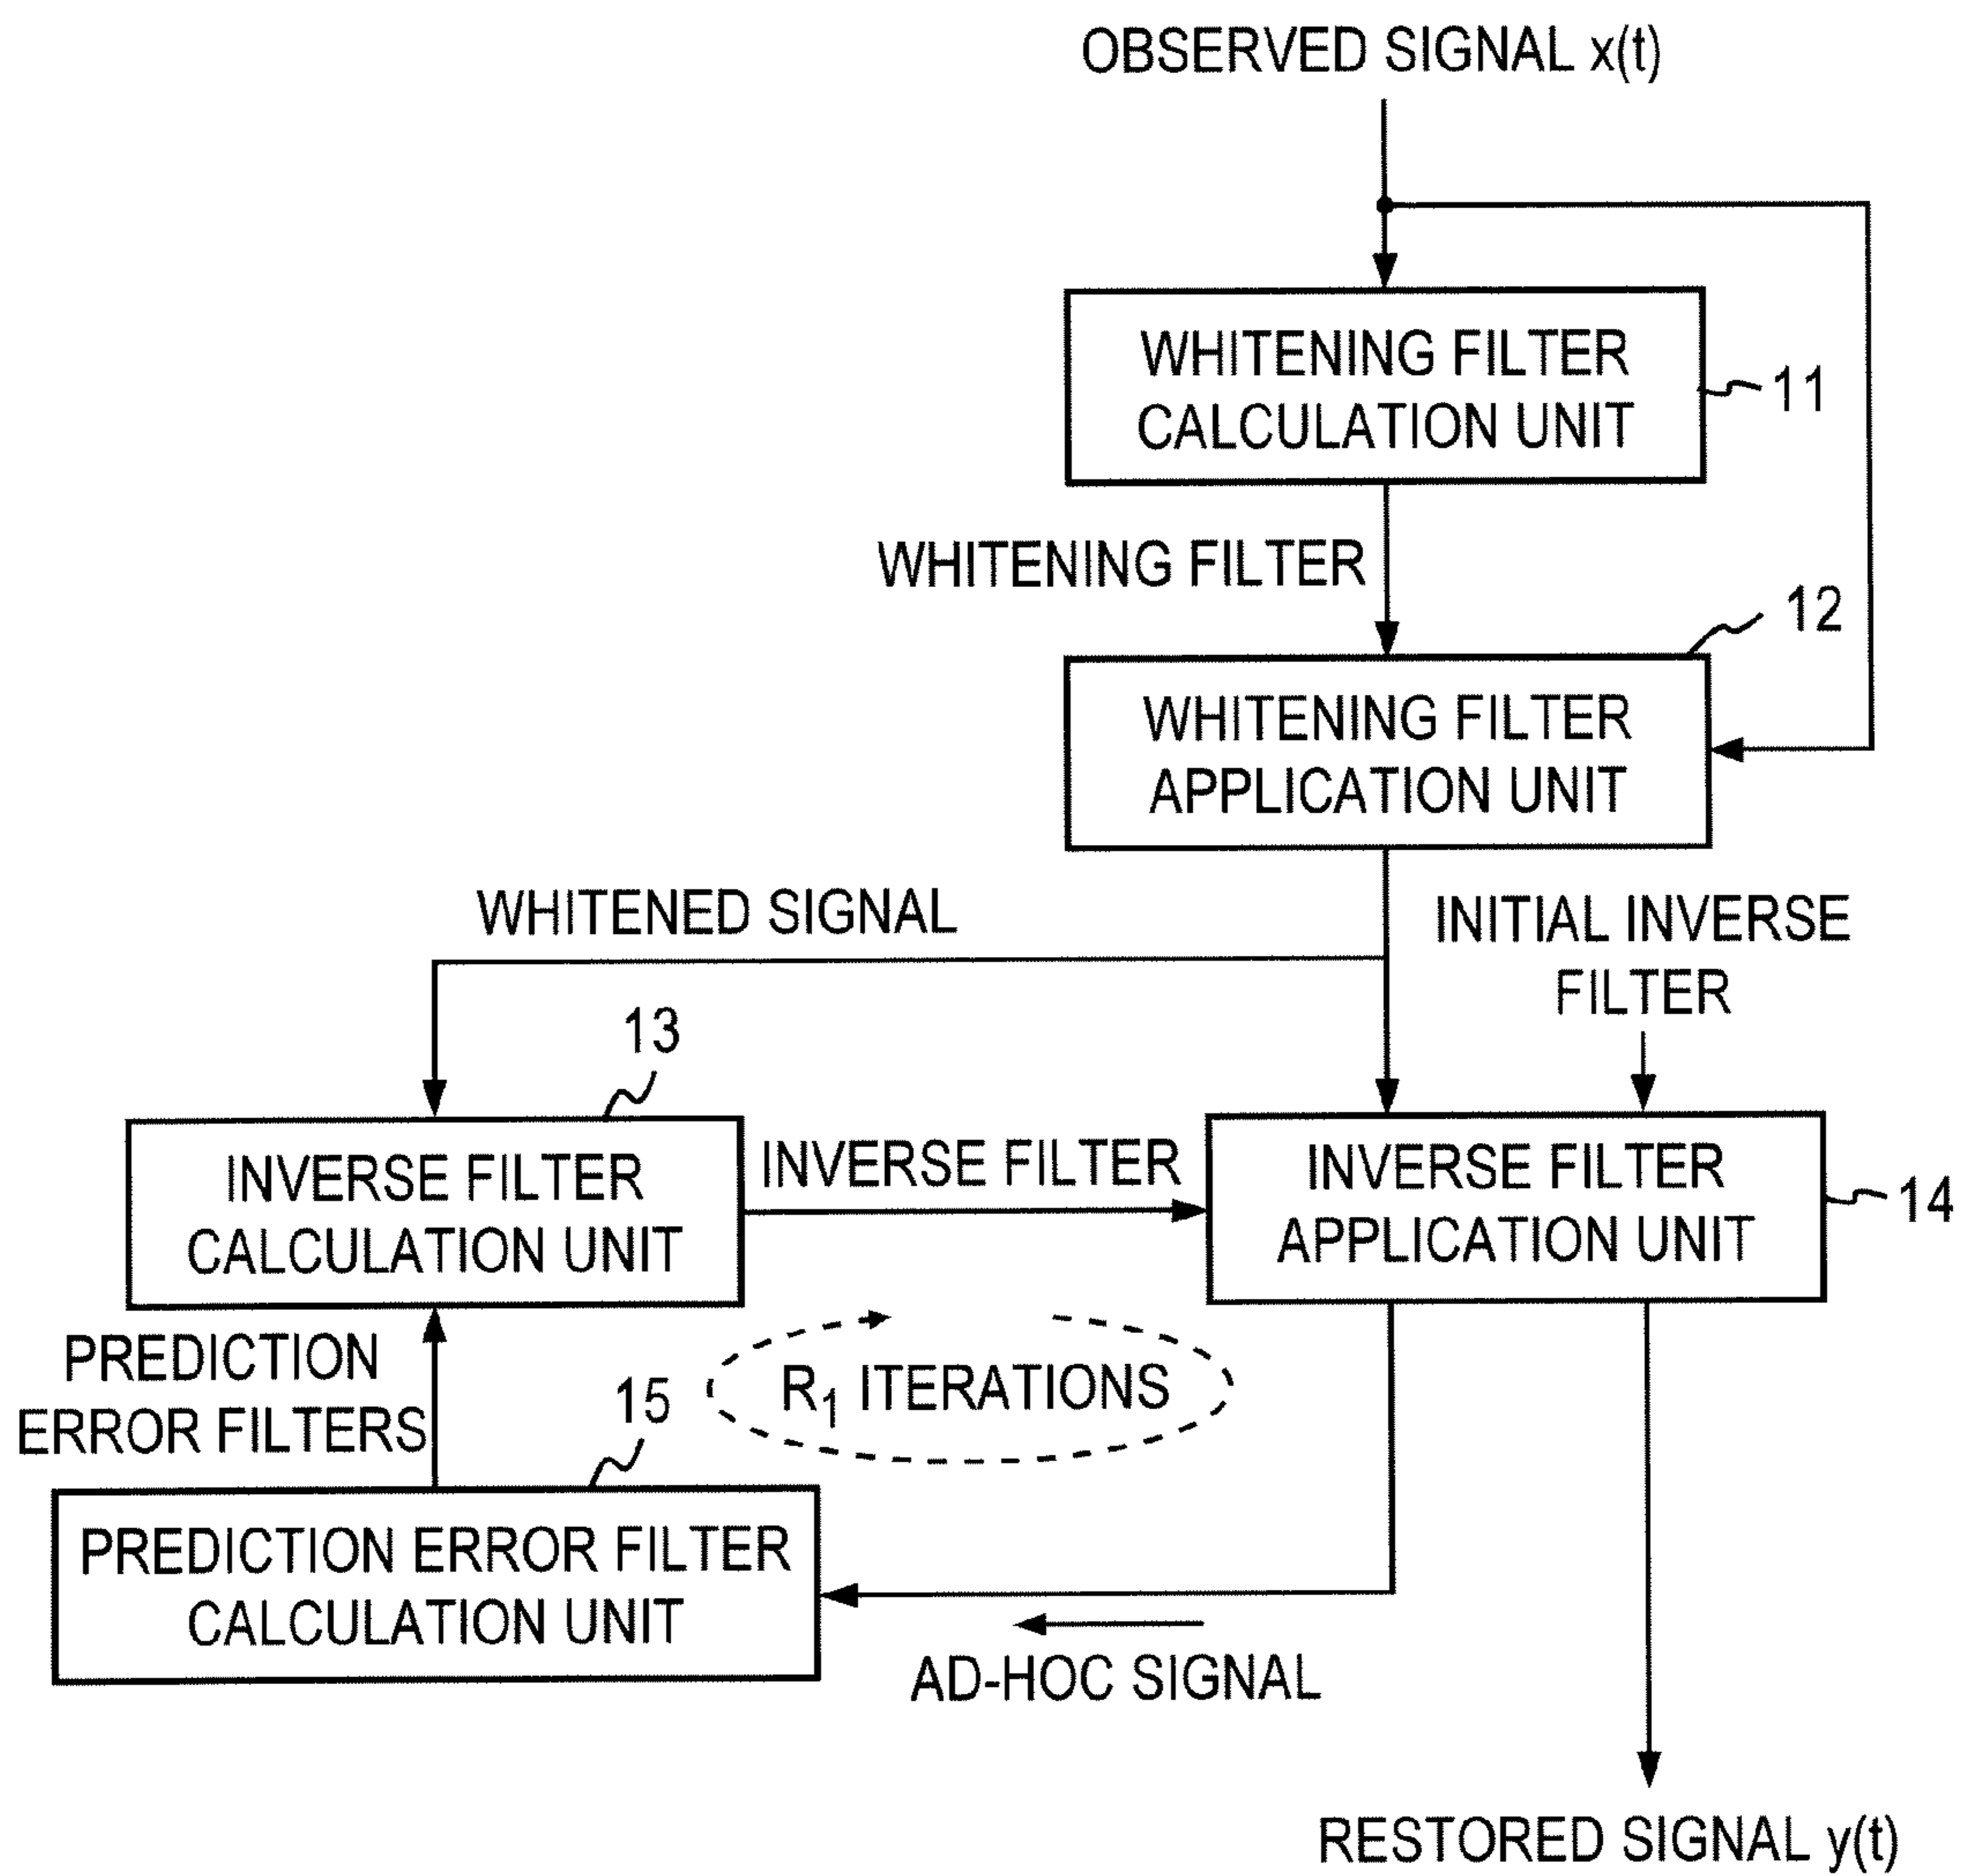 OBSERVED SIGNAL x(t)
WHITENING FILTER
CALCULATION UNIT
11
WHITENING FILTER
12
WHITENING FILTER
APPLICATION UNIT
WHITENED SIGNAL
INITIAL INVERSE
FILTER
13
INVERSE FILTER
CALCULATION UNIT
INVERSE FILTER
INVERSE FILTER
APPLICATION UNIT
14
PREDICTION
ERROR FILTERS
R1 ITERATIONS
15
PREDICTION ERROR FILTER
CALCULATION UNIT
AD-HOC SIGNAL
RESTORED SIGNAL y(t)